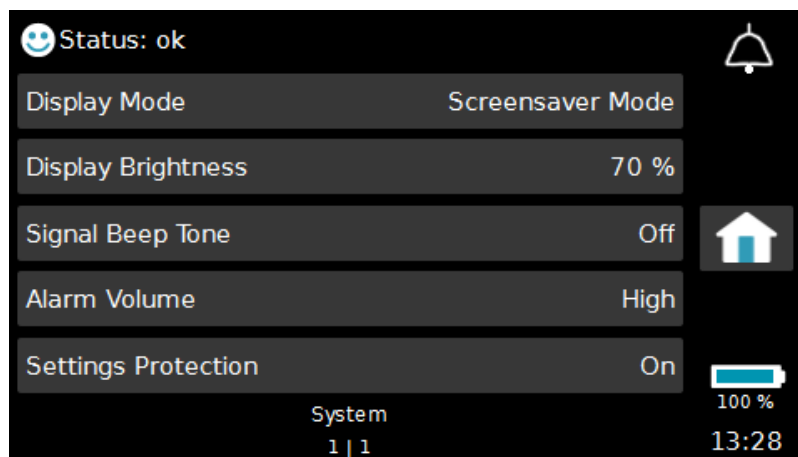 Status: ok
Display Mode Screensaver Mode
Display Brightness 70 %
Signal Beep Tone Off
Alarm Volume High
Settings Protection On
System
1 | 1
100 %
13:28